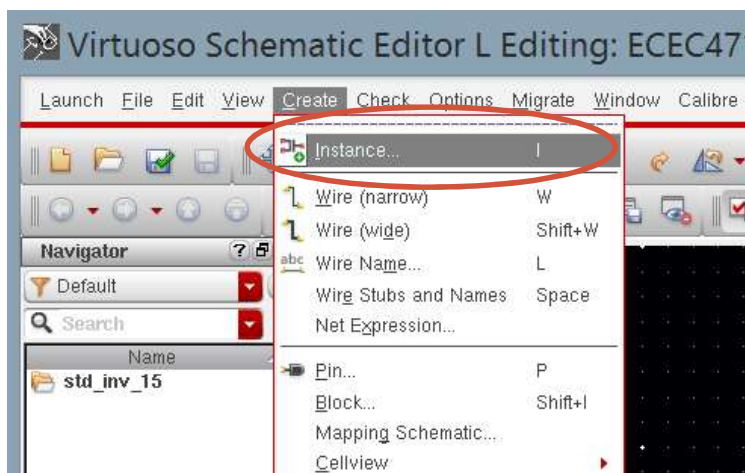 Virtuoso Schematic Editor L Editing: ECEC47
Launch File Edit View Create Check Options Migrate Window Calibre
Instance... I
Wire (narrow) W
Wire (wide) Shift+W
abc Wire Name... L
Wire Stubs and Names Space
Net Expression...
Pin... P
Block... Shift+I
Mapping Schematic...
Cellview
Navigator ?
Default
Search
Name
std_inv_15